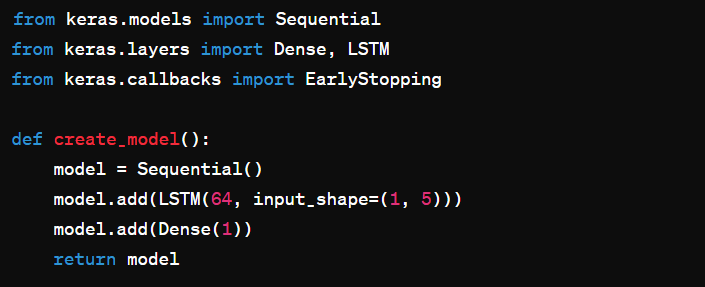 from keras.models import Sequential
from keras.layers import Dense, LSTM
from keras.callbacks import EarlyStopping

def create_model():
    model = Sequential()
    model.add(LSTM(64, input_shape=(1, 5)))
    model.add(Dense(1))
    return model